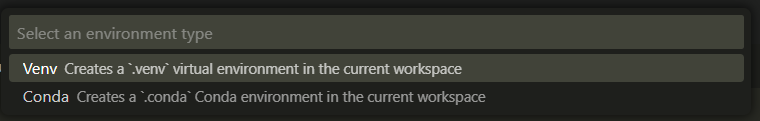 Select an environment type
Venv Creates a `.venv` virtual environment in the current workspace
Conda Creates a `.conda` Conda environment in the current workspace